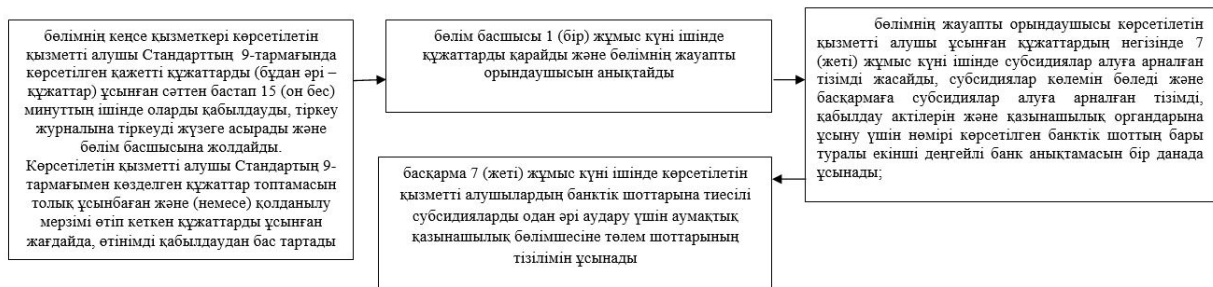 бөлімнің кеңсе қызметкері көрсетілетін
қызметті алушы Стандарттың 9-тармағында
көрсетілген қажетті құжаттарды (бұдан әрі –
құжаттар) ұсынған сәттен бастап 15 (он бес)
минуттың ішінде оларды қабылдауды, тіркеу
журналына тіркеуді жүзеге асырады және
бөлім басшысына жолдайды.
Көрсетілетін қызметті алушы Стандартың 9-
тармағымен көзделген құжаттар топтамасын
толық ұсынбаған және (немесе) қолданылу
мерзімі өтіп кеткен құжаттарды ұсынған
жағдайда, өтінімді қабылдаудан бас тартады
бөлім басшысы 1 (бір) жұмыс күні ішінде
құжаттарды қарайды және бөлімнің жауапты
орындаушысын анықтайды
бөлімнің жауапты орындаушысы көрсетілетін
қызметті алушы ұсынған құжаттардың негізінде 7
(жеті) жұмыс күні ішінде субсидиялар алуға арналған
тізімді жасайды, субсидиялар көлемін бөледі және
басқармаға субсидиялар алуға арналған тізімді,
қабылдау актілерін және қазынашылық органдарына
ұсыну үшін нөмірі көрсетілген банктік шоттың бары
туралы екінші деңгейлі банк анықтамасын бір данада
ұсынады;
басқарма 7 (жеті) жұмыс күні ішінде көрсетілетін
қызметті алушылардың банктік шоттарына тиесілі
субсидияларды одан әрі аудару үшін аумақтық
қазынашылық бөлімшесіне төлем шоттарының
тізілімін ұсынады